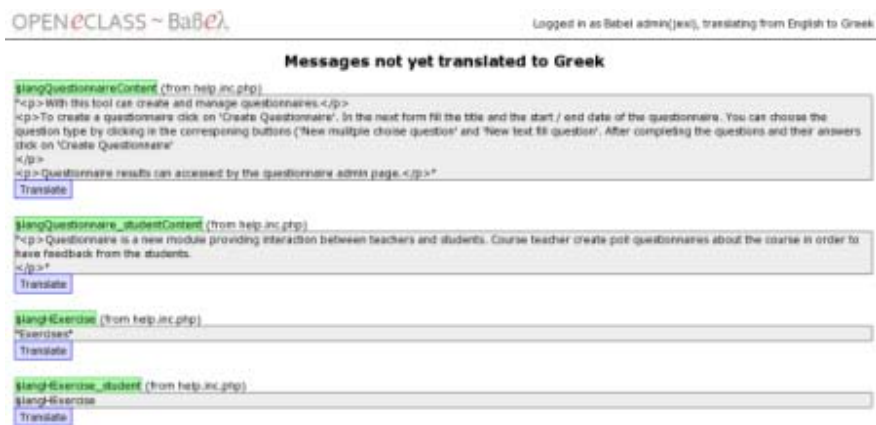 OPENeCLASS ~ Βαβελ
Logged in as Babel admin(jexi), translating from English to Greek
Messages not yet translated to Greek
$langQuestionnaireContent (from help.inc.php)
"<p>With this tool can create and manage questionnaires.</p>
<p>To create a questionnaire click on 'Create Questionnaire'. In the next form fill the title and the start / end date of the questionnaire. You can choose the
question type by clicking in the corresponing buttons ('New mulitple choise question' and 'New text fill question'. After completing the questions and their answers
click on 'Create Questionnaire'
</p>
<p>Questionnaire results can accessed by the questionnaire admin page.</p>"
Translate
$langQuestionnaire_studentContent (from help.inc.php)
"<p>Questionnaire is a new module providing interaction between teachers and students. Course teacher create poll questionnaires about the course in order to
have feedback from the students.
</p>"
Translate
$langHExercise (from help.inc.php)
"Exercises"
Translate
$langHExercise_student (from help.inc.php)
$langHExercise
Translate